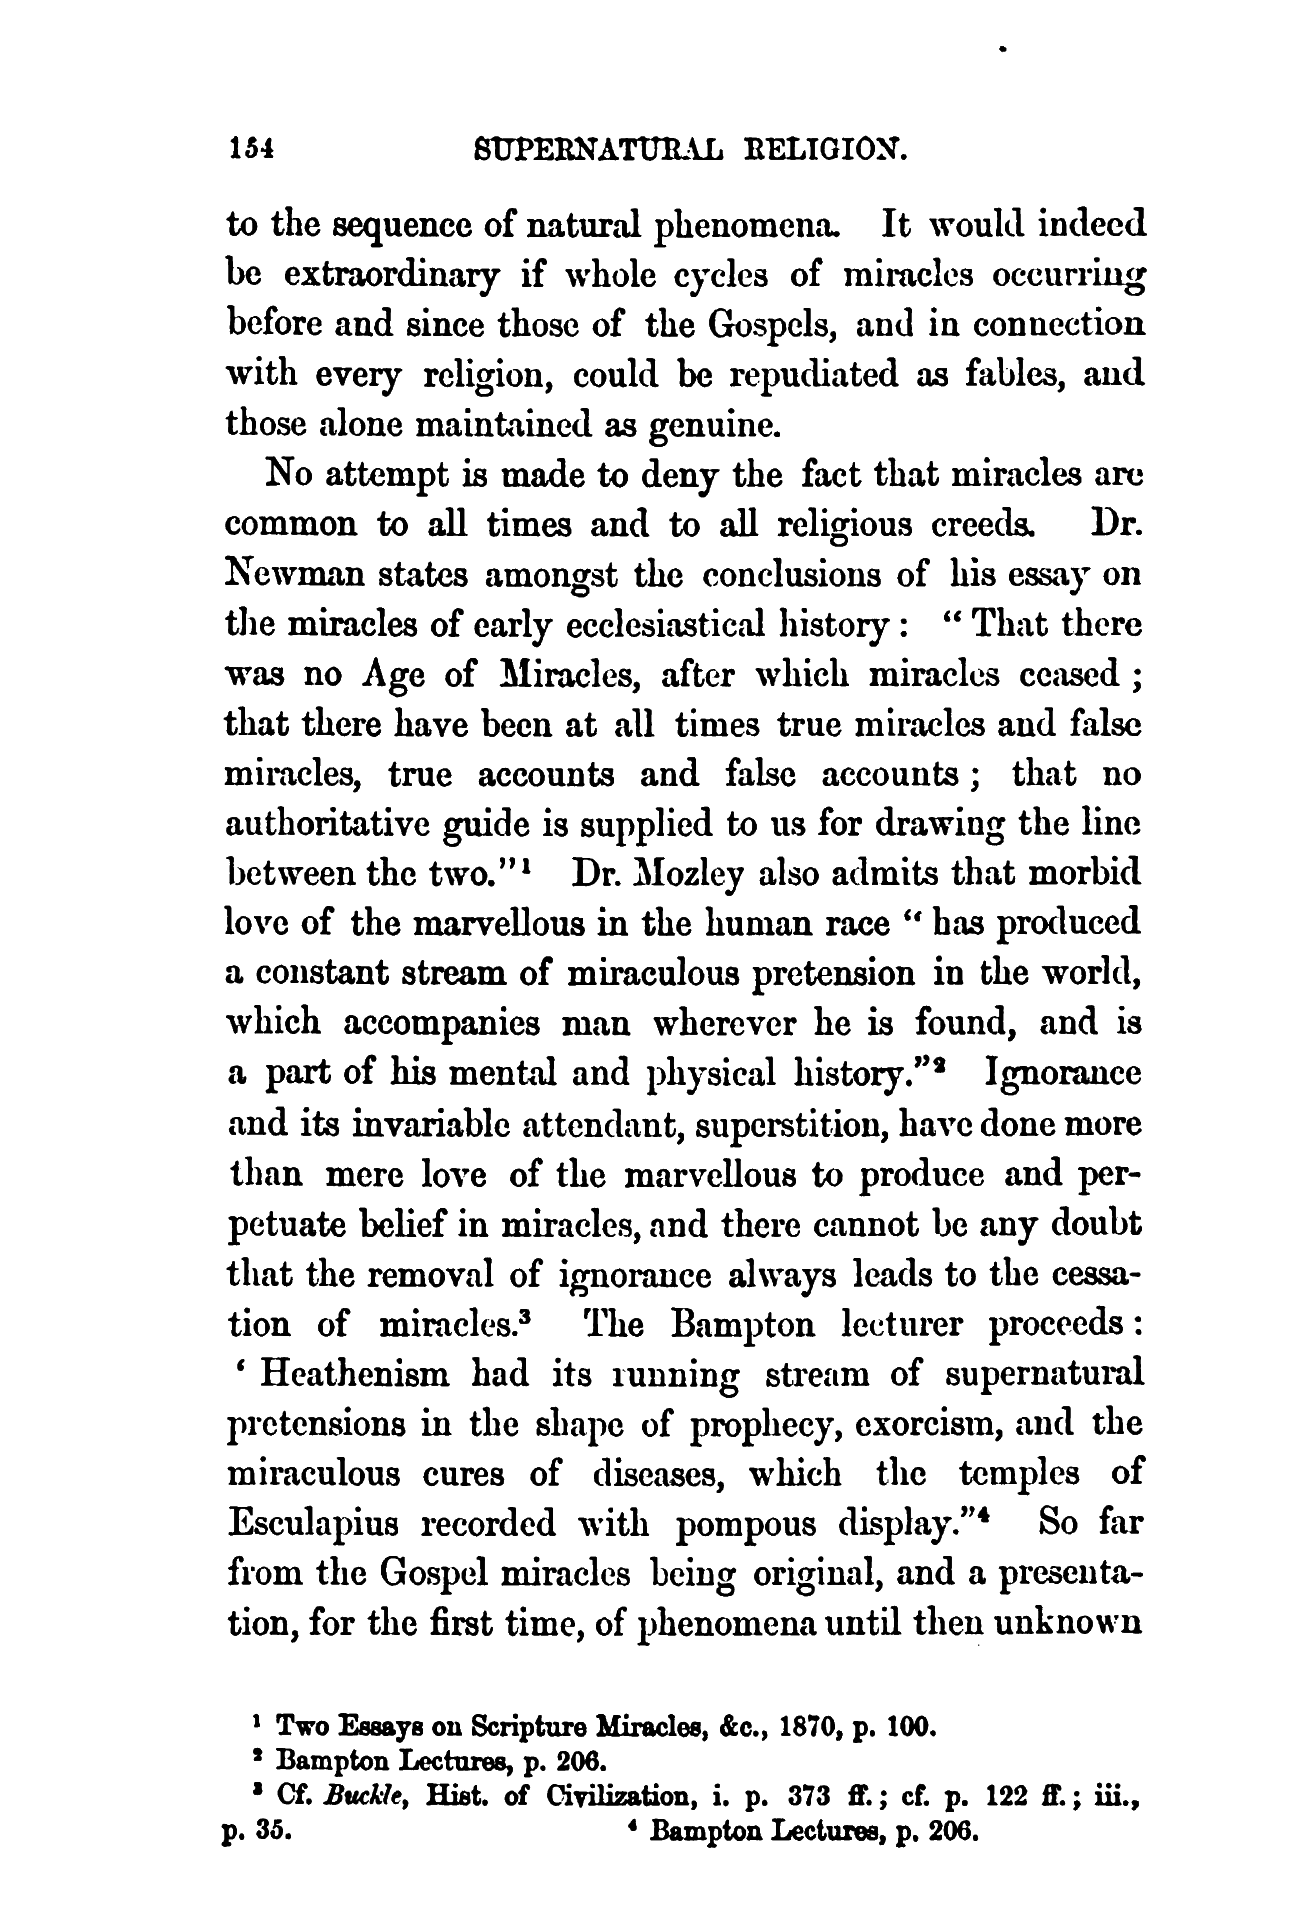 154 SUPERNATURAL RELIGION.
to the sequence of natural phenomena. It would indeed
be extraordinary if whole cycles of miracles occurring
before and since those of the Gospels, and in connection
with every religion, could be repudiated as fables, and
those alone maintained as genuine.
No attempt is made to deny the fact that miracles are
common to all times and to all religious creeds. Dr.
Newman states amongst the conclusions of his essay on
the miracles of early ecclesiastical history : “ That there
was no Age of Miracles, after which miracles ceased ;
that there have been at all times true miracles and false
miracles, true accounts and false accounts ; that no
authoritative guide is supplied to us for drawing the line
between the two.”¹ Dr. Mozley also admits that morbid
love of the marvellous in the human race “ has produced
a constant stream of miraculous pretension in the world,
which accompanies man wherever he is found, and is
a part of his mental and physical history.”² Ignorance
and its invariable attendant, superstition, have done more
than mere love of the marvellous to produce and per-
petuate belief in miracles, and there cannot be any doubt
that the removal of ignorance always leads to the cessa-
tion of miracles.³ The Bampton lecturer proceeds :
‘ Heathenism had its running stream of supernatural
pretensions in the shape of prophecy, exorcism, and the
miraculous cures of diseases, which the temples of
Esculapius recorded with pompous display.”⁴ So far
from the Gospel miracles being original, and a presenta-
tion, for the first time, of phenomena until then unknown
¹ Two Essays on Scripture Miracles, &c., 1870, p. 100.
² Bampton Lectures, p. 206.
³ Cf. Buckle, Hist. of Civilization, i. p. 373 ff. ; cf. p. 122 ff. ; iii.,
p. 35. ⁴ Bampton Lectures, p. 206.